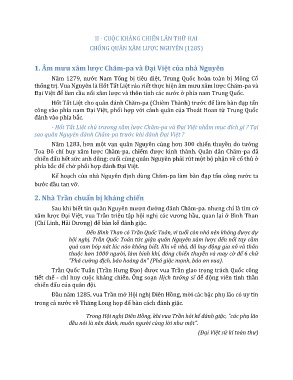 II - CUỘC KHÁNG CHIẾN LẦN THỨ HAI
CHỐNG QUÂN XÂM LƯỢC NGUYÊN (1285)
1. Âm mưu xâm lược Chăm-pa và Đại Việt của nhà Nguyên
Năm 1279, nước Nam Tống bị tiêu diệt, Trung Quốc hoàn toàn bị Mông Cổ
thống trị. Vua Nguyên là Hốt Tất Liệt ráo riết thực hiện âm mưu xâm lược Chăm-pa và
Đại Việt để làm cầu nối xâm lược và thôn tính các nước ở phía nam Trung Quốc.
Hốt Tất Liệt cho quân đánh Chăm-pa (Chiêm Thành) trước để làm bàn đạp tấn
công vào phía nam Đại Việt, phối hợp với cánh quân của Thoát Hoan từ Trung Quốc
đánh vào phía bắc.
- Hốt Tất Liệt chủ trương xâm lược Chăm-pa và Đại Việt nhằm mục đích gì ? Tại
sao quân Nguyên đánh Chăm-pa trước khi đánh Đại Việt ?
Năm 1283, hơn một vạn quân Nguyên cùng hơn 300 chiến thuyền do tướng
Toa Đô chỉ huy xâm lược Chăm-pa, chiếm được kinh thành. Quân dân Chăm-pa đã
chiến đấu hết sức anh dũng; cuối cùng quân Nguyên phải rút một bộ phận về cố thủ ở
phía bắc để chờ phối hợp đánh Đại Việt.
Kế hoạch của nhà Nguyên định dùng Chăm-pa làm bàn đạp tấn công nước ta
bước đầu tan vỡ.
2. Nhà Trần chuẩn bị kháng chiến
Sau khi biết tin quân Nguyên mượn đường đánh Chăm-pa, nhưng chỉ là tìm cớ
xâm lược Đại Việt, vua Trần triệu tập hội nghị các vương hầu, quan lại ở Bình Than
(Chí Linh, Hải Dương) để bàn kế đánh giặc.
Đến Bình Than có Trần Quốc Toản, vì tuổi còn nhỏ nên không được dự
hội nghị. Trần Quốc Toản tức giận quân Nguyên xâm lược đến nỗi tay cầm
quả cam bóp nát lúc nào không biết. Khi về nhà, đã huy động gia nô và thân
thuộc hơn 1000 người, sắm binh khí, đóng chiến thuyền và may cờ đề 6 chữ
"Phá cường địch, báo hoàng ân" (Phá giặc mạnh, báo ơn vua).
Trần Quốc Tuấn (Trần Hưng Đạo) được vua Trần giao trọng trách Quốc công
tiết chế - chỉ huy cuộc kháng chiến. Ông soạn Hịch tướng sĩ để động viên tinh thần
chiến đấu của quân đội.
Đầu năm 1285, vua Trần mở Hội nghị Diên Hồng, mời các bậc phụ lão có uy tín
trong cả nước về Thăng Long họp để bàn cách đánh giặc.
Trong Hội nghị Diên Hồng, khi vua Trần hỏi kế đánh giặc, "các phụ lão
đều nói là nên đánh, muôn người cùng lời như một".
(Đại Việt sử kí toàn thư)